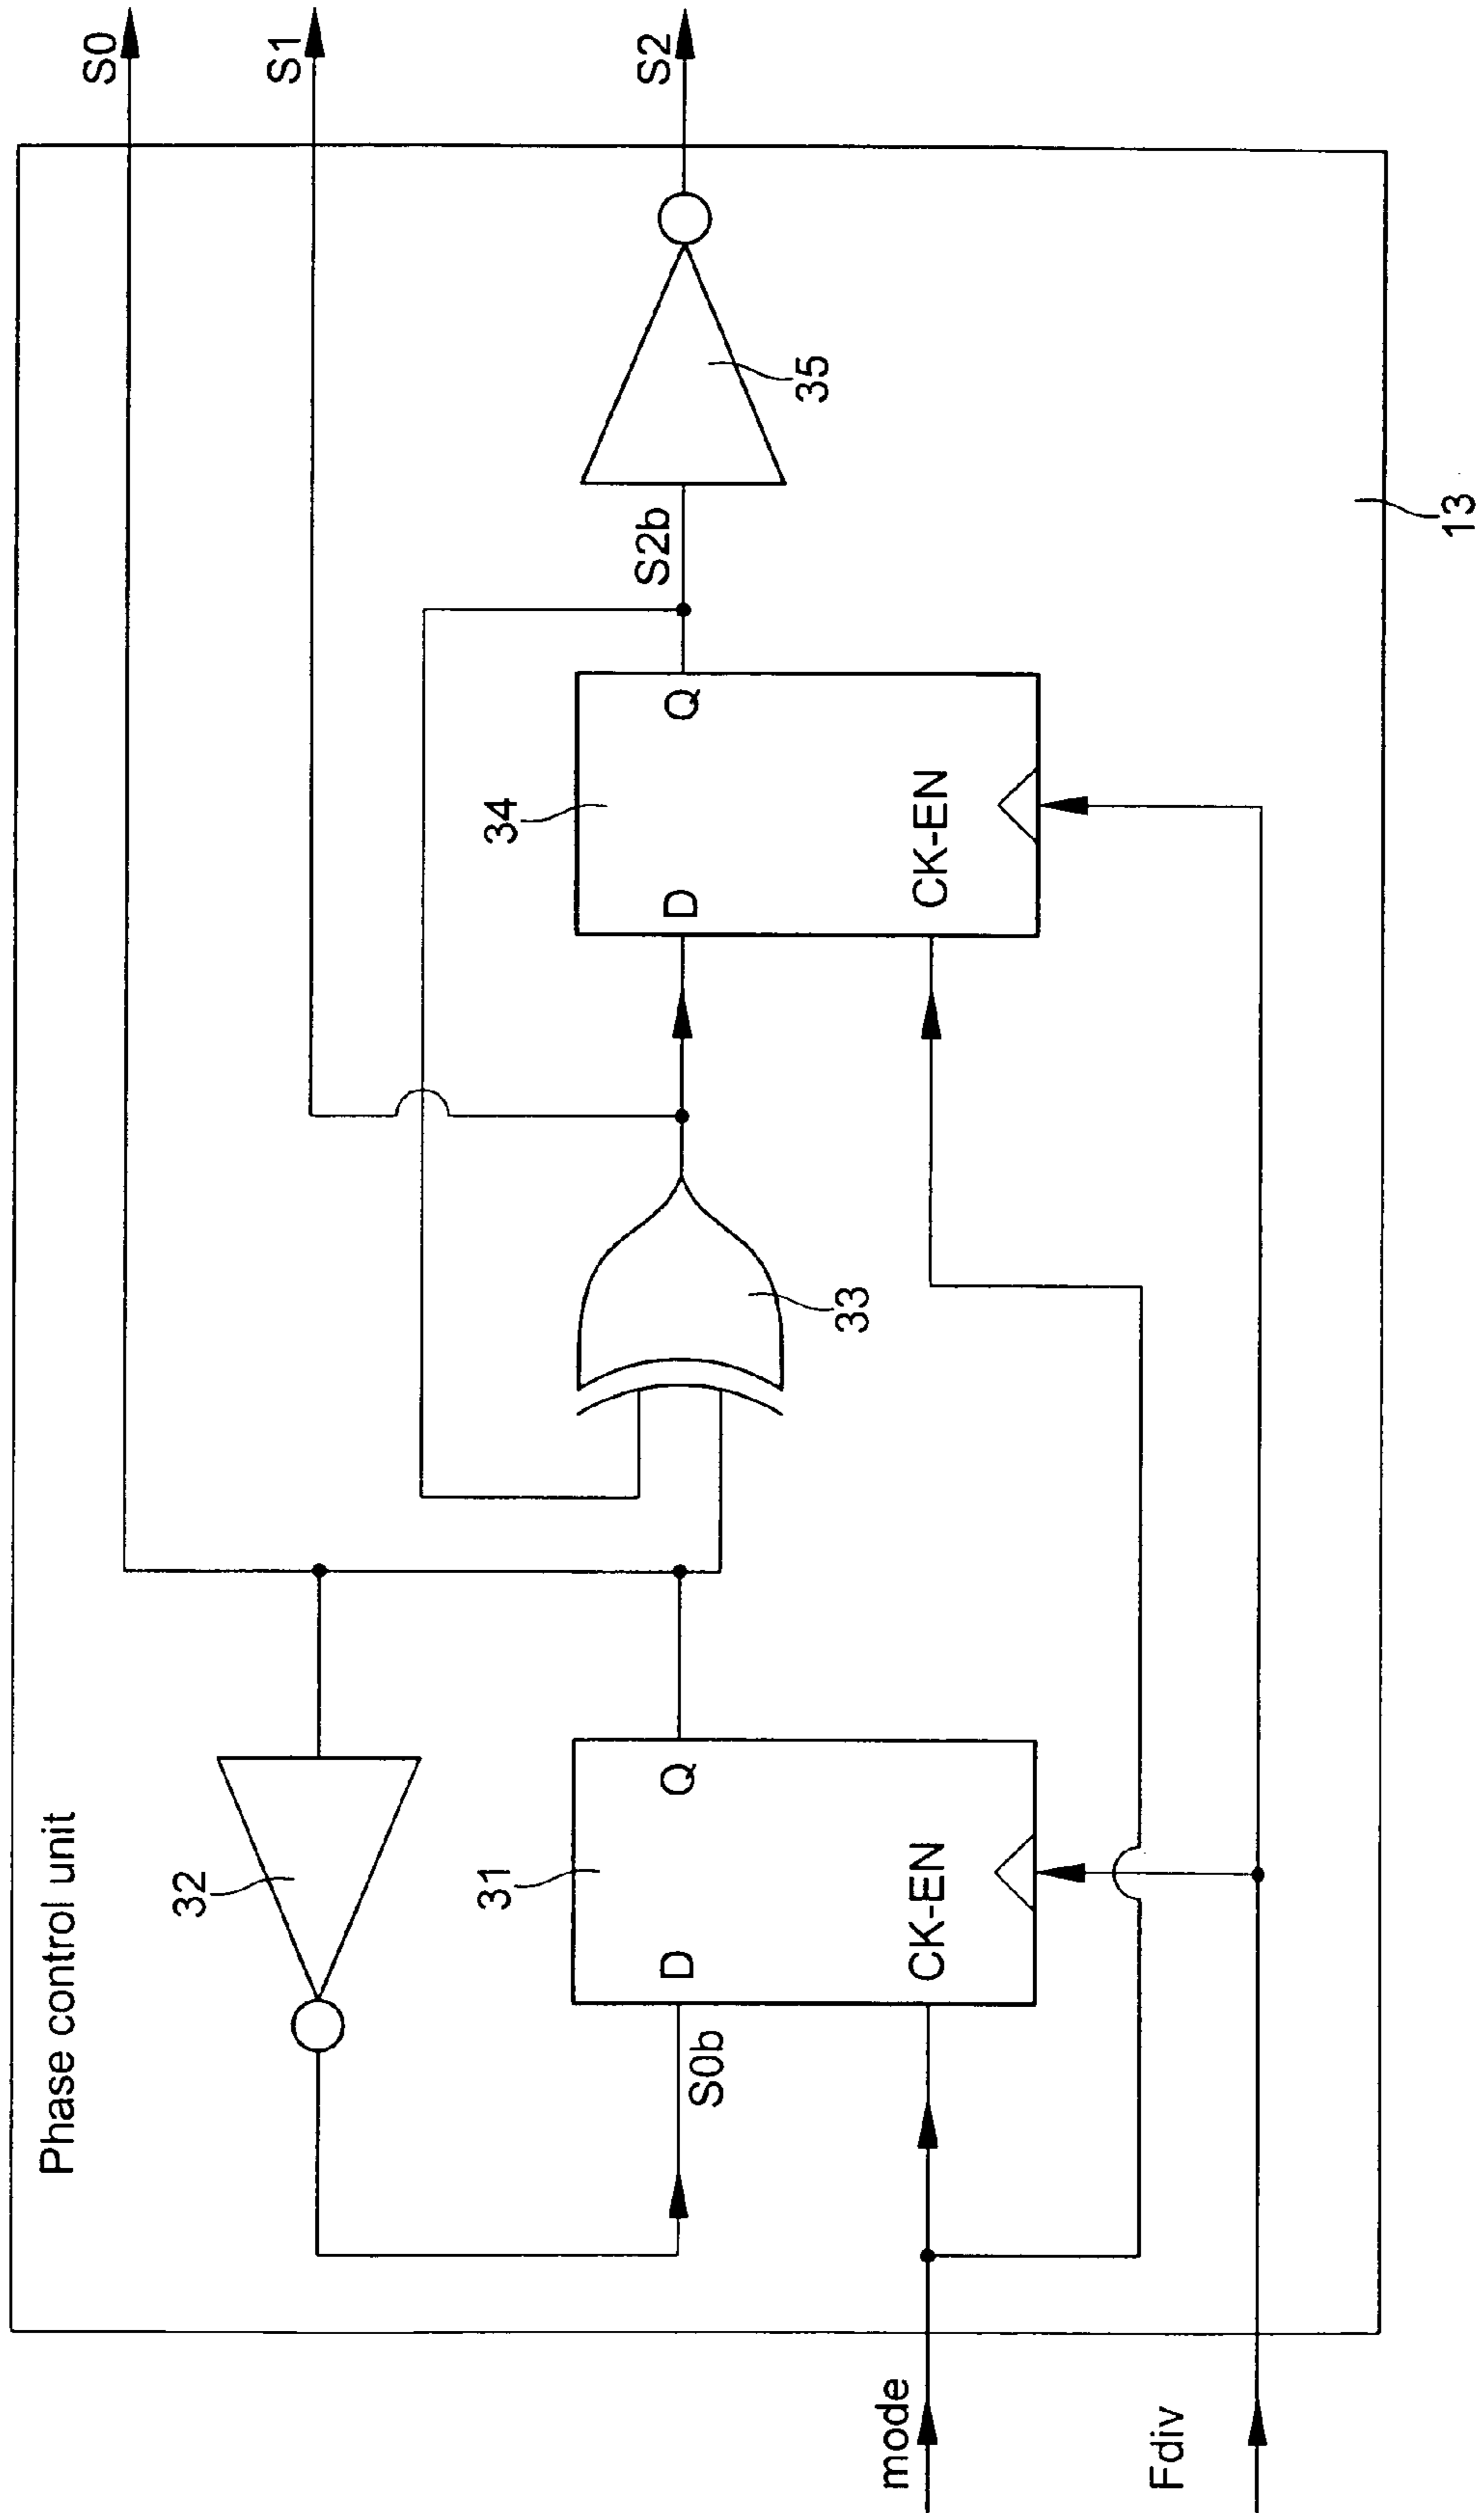 Phase control unit
S0
S1
S2
32
31
D
Q
CK-EN
S0b
33
34
D
Q
CK-EN
S2b
35
13
mode
Fdiv